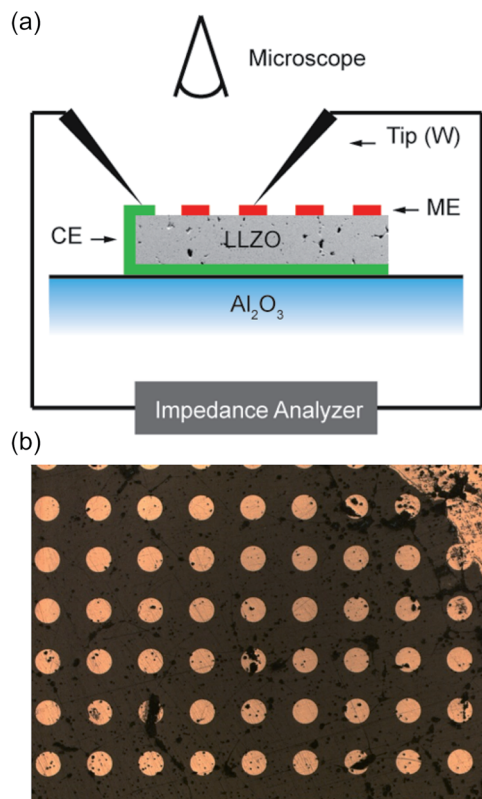 (a)
Microscope
Tip (W)
ME
CE
LLZO
Al₂O₃
Impedance Analyzer
(b)